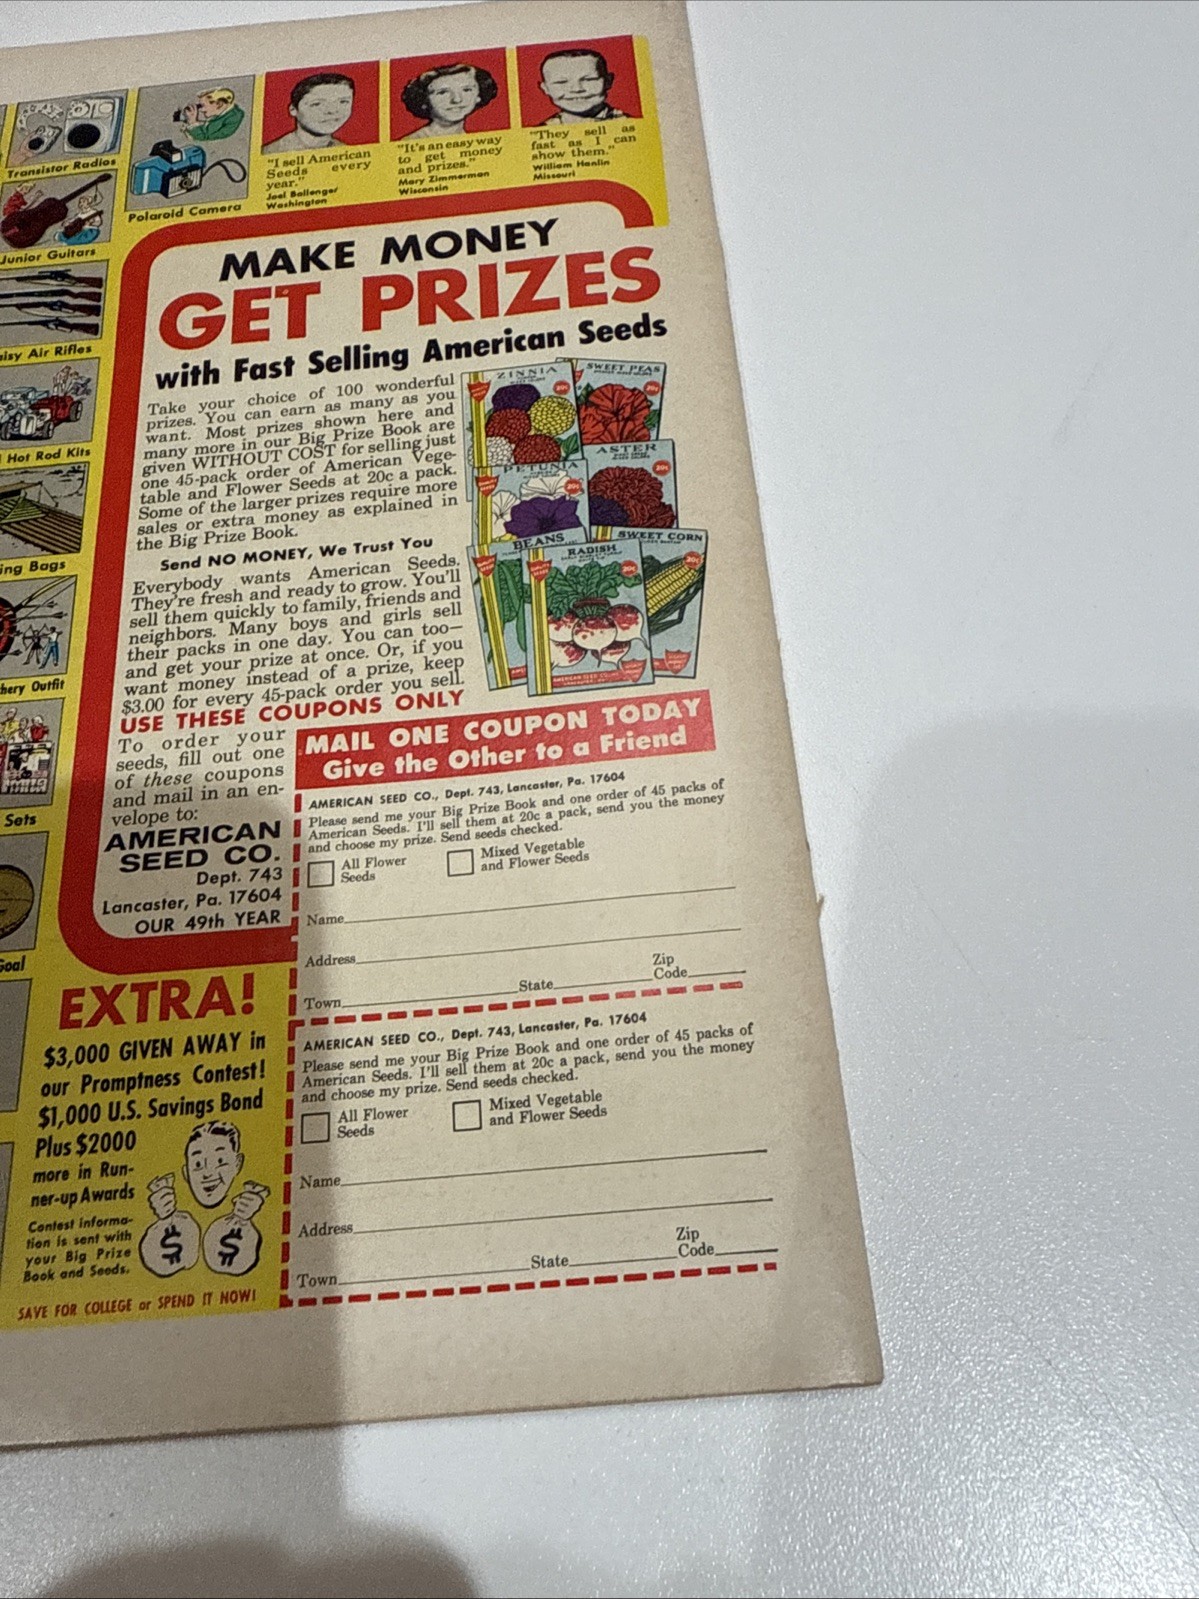 Transistor Radios
Polaroid Camera
Junior Guitars
Air Rifles
Hot Rod Kits
Bags
Outfit
Sets
"I sell American
Seeds every
year."
Joel Ballenger
Washington
"It's an easy way
to get money
and prizes."
Mary Zimmerman
Wisconsin
"They sell as
fast as I can
show them."
William Hanlin
Missouri
MAKE MONEY
GET PRIZES
with Fast Selling American Seeds
Take your choice of 100 wonderful
prizes. You can earn as many as you
want. Most prizes shown here and
many more in our Big Prize Book are
given WITHOUT COST for selling just
one 45-pack order of American Vege-
table and Flower Seeds at 20c a pack.
Some of the larger prizes require more
sales or extra money as explained in
the Big Prize Book.
Send NO MONEY, We Trust You
Everybody wants American Seeds.
They're fresh and ready to grow. You'll
sell them quickly to family, friends and
neighbors. Many boys and girls sell
their packs in one day. You can too—
and get your prize at once. Or, if you
want money instead of a prize, keep
$3.00 for every 45-pack order you sell.
USE THESE COUPONS ONLY
ZINNIA
20c
SWEET PEAS
20c
PETUNIA
20c
ASTER
20c
BEANS
RADISH
20c
SWEET CORN
20c
AMERICAN SEED CO.
To order your
seeds, fill out one
of these coupons
and mail in an en-
velope to:
AMERICAN
SEED CO.
Dept. 743
Lancaster, Pa. 17604
OUR 49th YEAR
MAIL ONE COUPON TODAY
Give the Other to a Friend
AMERICAN SEED CO., Dept. 743, Lancaster, Pa. 17604
Please send me your Big Prize Book and one order of 45 packs of
American Seeds. I'll sell them at 20c a pack, send you the money
and choose my prize. Send seeds checked.
All Flower
Seeds
Mixed Vegetable
and Flower Seeds
Name
Address
Town State Zip
Code
EXTRA!
$3,000 GIVEN AWAY in
our Promptness Contest!
$1,000 U.S. Savings Bond
Plus $2000
more in Run-
ner-up Awards
Contest informa-
tion is sent with
your Big Prize
Book and Seeds.
$ $
SAVE FOR COLLEGE or SPEND IT NOW!
AMERICAN SEED CO., Dept. 743, Lancaster, Pa. 17604
Please send me your Big Prize Book and one order of 45 packs of
American Seeds. I'll sell them at 20c a pack, send you the money
and choose my prize. Send seeds checked.
All Flower
Seeds
Mixed Vegetable
and Flower Seeds
Name
Address
Town State Zip
Code